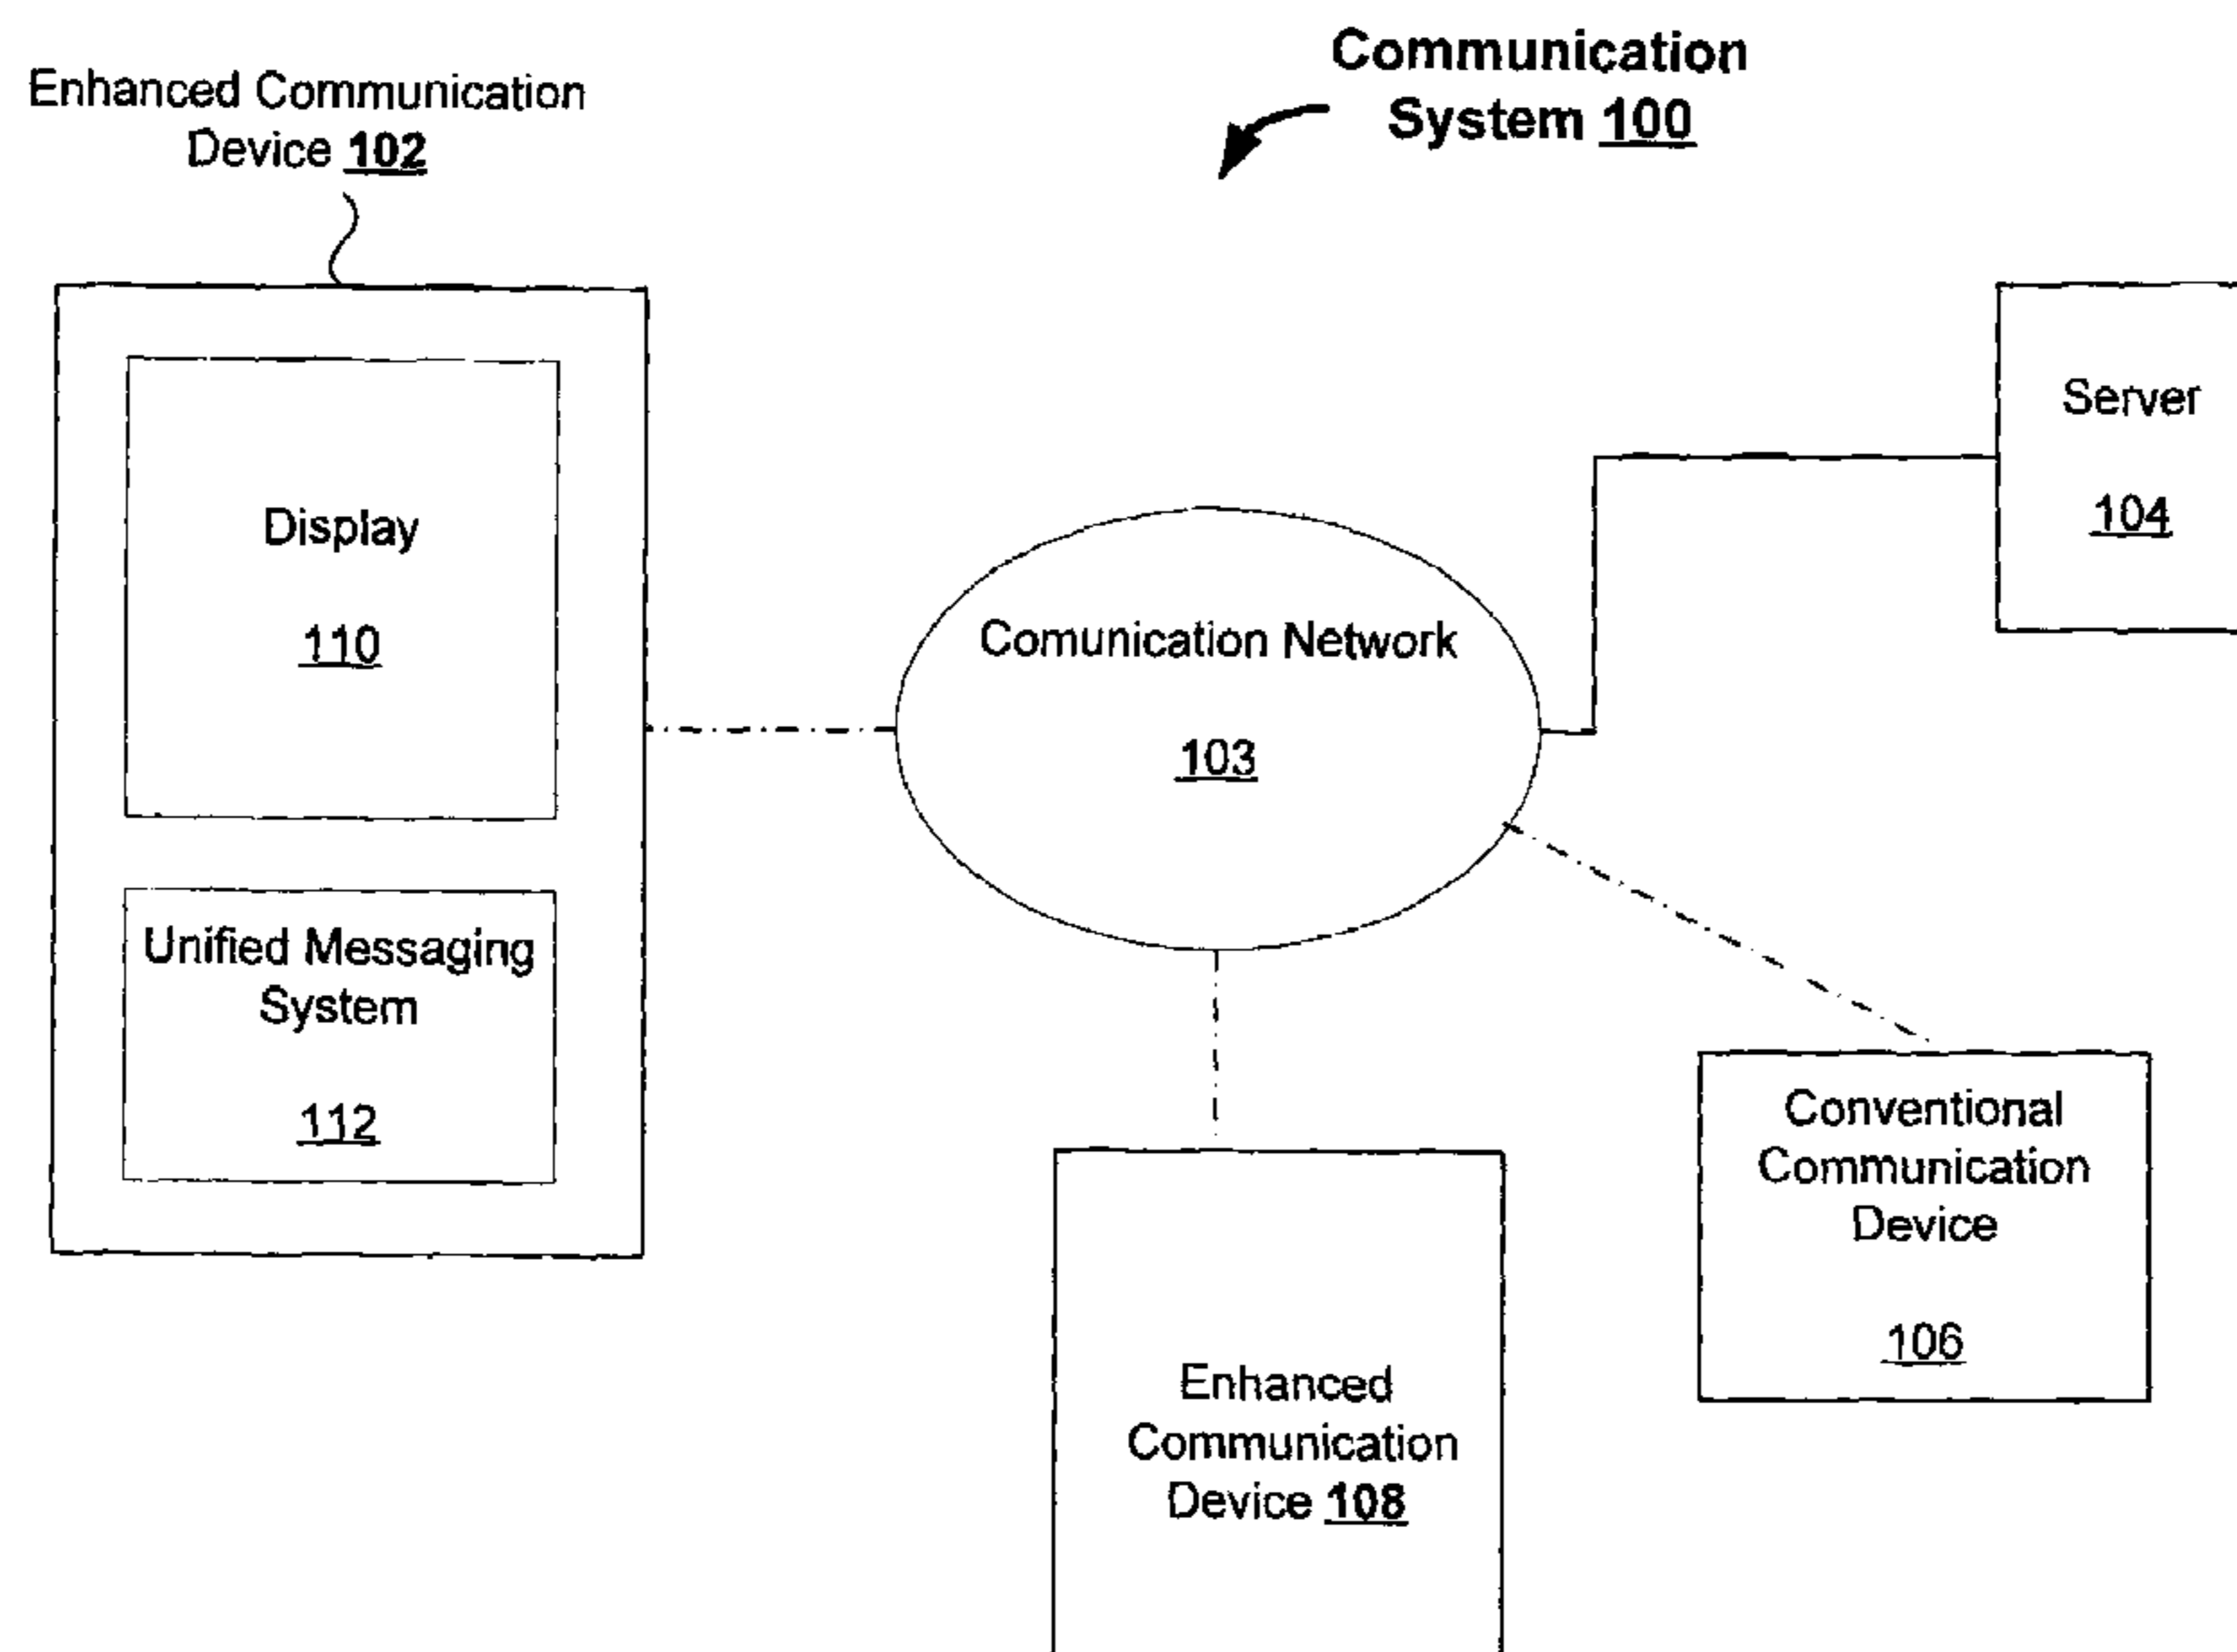 Communication
System 100
Enhanced Communication
Device 102
Display
110
Unified Messaging
System
112
Comunication Network
103
Server
104
Conventional
Communication
Device
106
Enhanced
Communication
Device 108